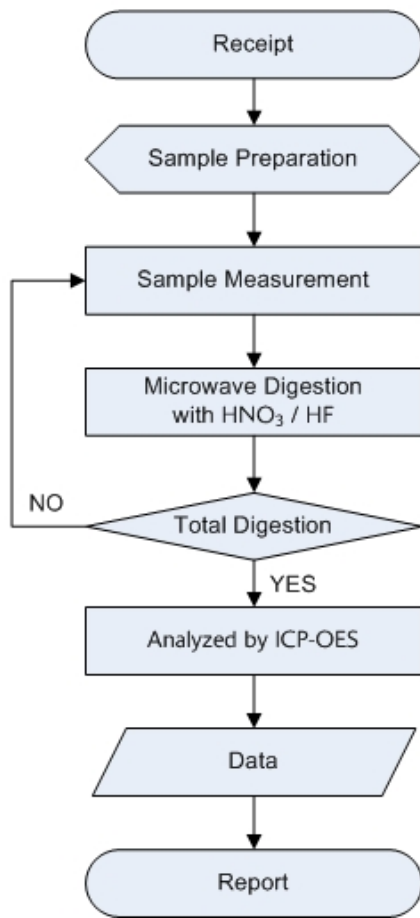 Receipt
Sample Preparation
Sample Measurement
Microwave Digestion
with HNO₃ / HF
Total Digestion
NO
YES
Analyzed by ICP-OES
Data
Report